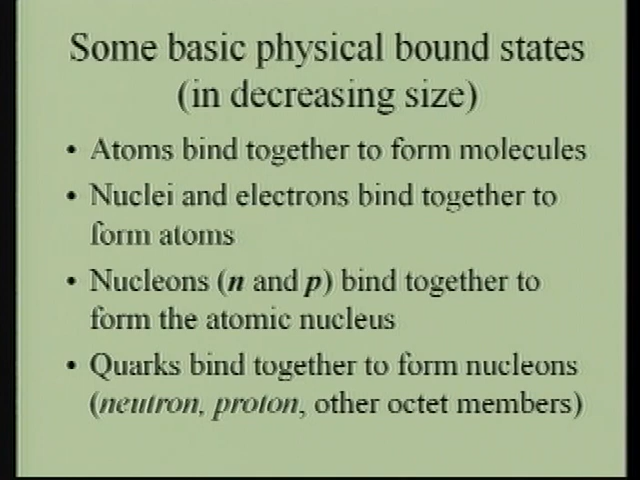 Some basic physical bound states
(in decreasing size)
• Atoms bind together to form molecules
• Nuclei and electrons bind together to
form atoms
• Nucleons (n and p) bind together to
form the atomic nucleus
• Quarks bind together to form nucleons
(neutron, proton, other octet members)